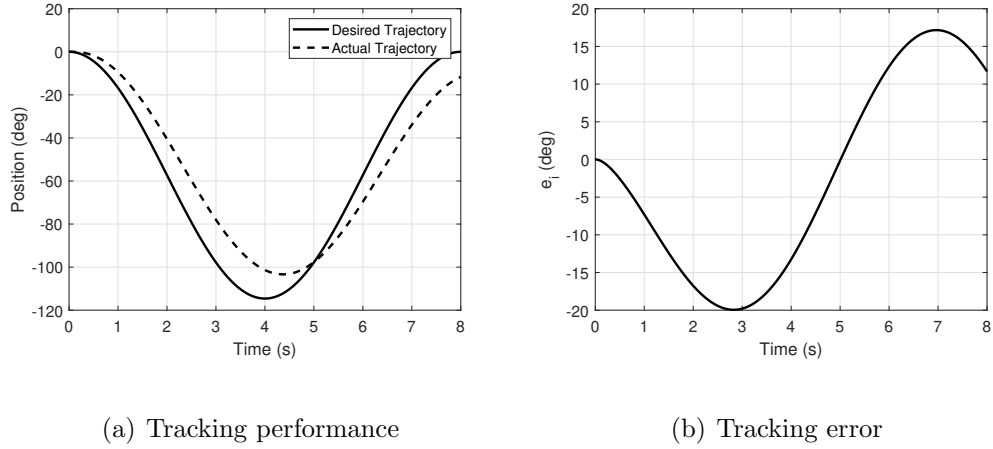 20
0
-20
-40
-60
-80
-100
-120
Position (deg)
Desired Trajectory
Actual Trajectory
0 1 2 3 4 5 6 7 8
Time (s)
20
15
10
5
0
-5
-10
-15
-20
e_i (deg)
0 1 2 3 4 5 6 7 8
Time (s)
(a) Tracking performance
(b) Tracking error